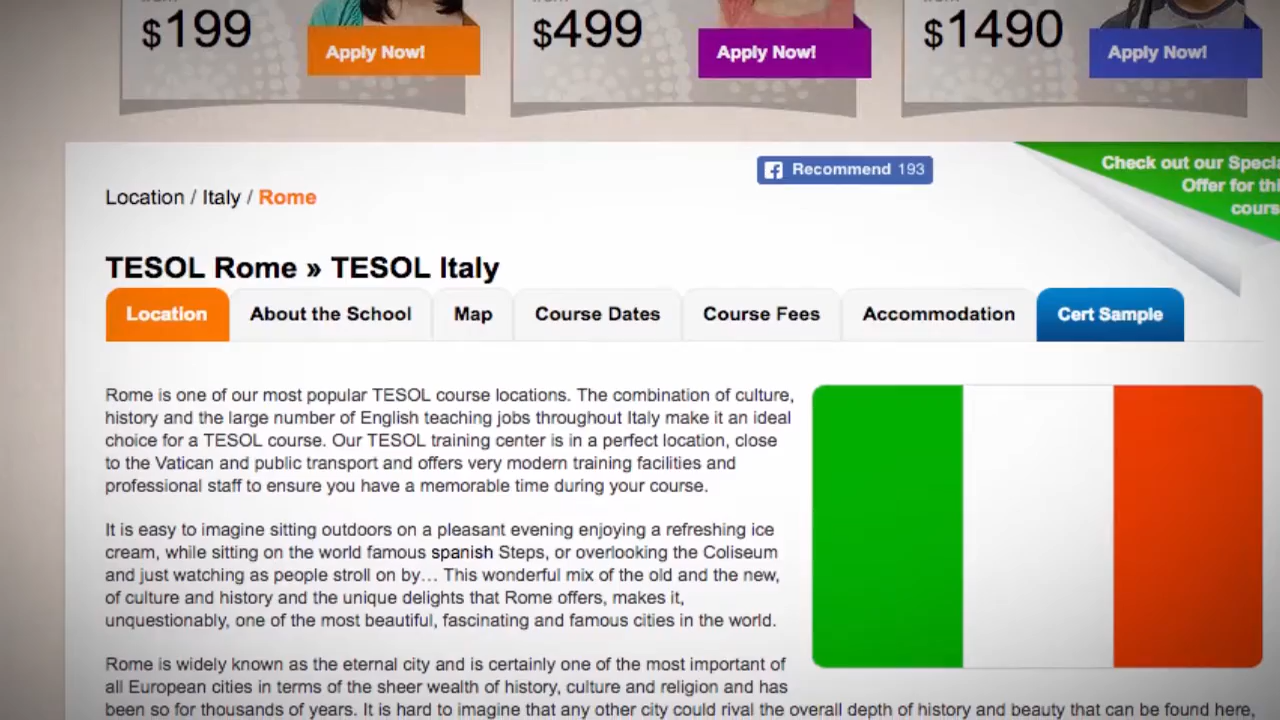 $199
Apply Now!
$499
Apply Now!
$1490
Apply Now!
Recommend 193
Check out our
Offer for
Location / Italy / Rome
TESOL Rome » TESOL Italy
Location
About the School
Map
Course Dates
Course Fees
Accommodation
Cert Sample
Rome is one of our most popular TESOL course locations. The combination of culture,
history and the large number of English teaching jobs throughout Italy make it an ideal
choice for a TESOL course. Our TESOL training center is in a perfect location, close
to the Vatican and public transport and offers very modern training facilities and
professional staff to ensure you have a memorable time during your course.
It is easy to imagine sitting outdoors on a pleasant evening enjoying a refreshing ice
cream, while sitting on the world famous spanish Steps, or overlooking the Coliseum
and just watching as people stroll on by… This wonderful mix of the old and the new,
of culture and history and the unique delights that Rome offers, makes it,
unquestionably, one of the most beautiful, fascinating and famous cities in the world.
Rome is widely known as the eternal city and is certainly one of the most important of
all European cities in terms of the sheer wealth of history, culture and religion and has
been so for thousands of years. It is hard to imagine that any other city could rival the overall depth of history and beauty that can be found here,